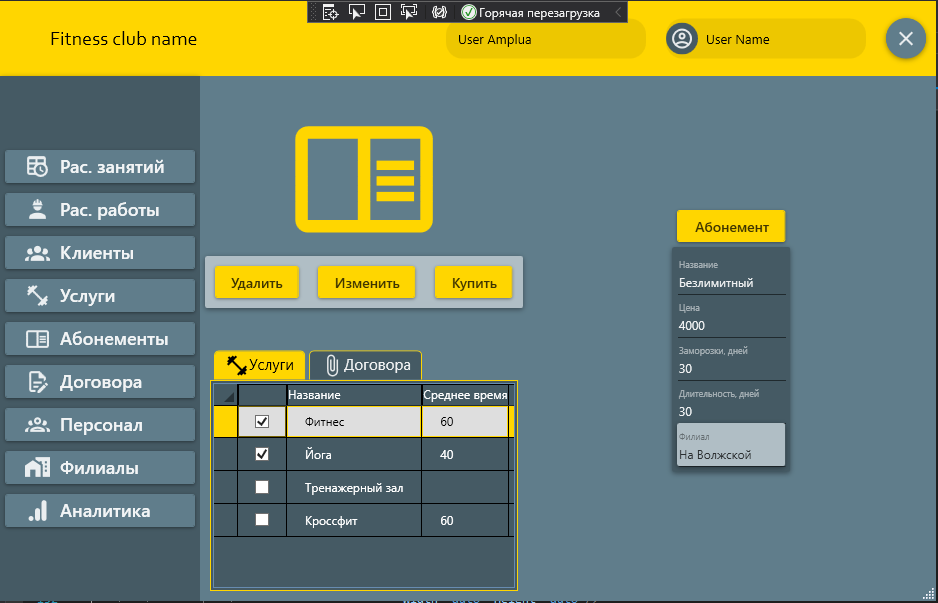 Горячая перезагрузка
Fitness club name
User Amplua
User Name
Рас. занятий
Рас. работы
Клиенты
Услуги
Абонементы
Договора
Персонал
Филиалы
Аналитика
Удалить
Изменить
Купить
Услуги
Договора
Название
Среднее время
Фитнес
60
Йога
40
Тренажерный зал
Кроссфит
60
Абонемент
Название
Безлимитный
Цена
4000
Заморозки, дней
30
Длительность, дней
30
Филиал
На Волжской